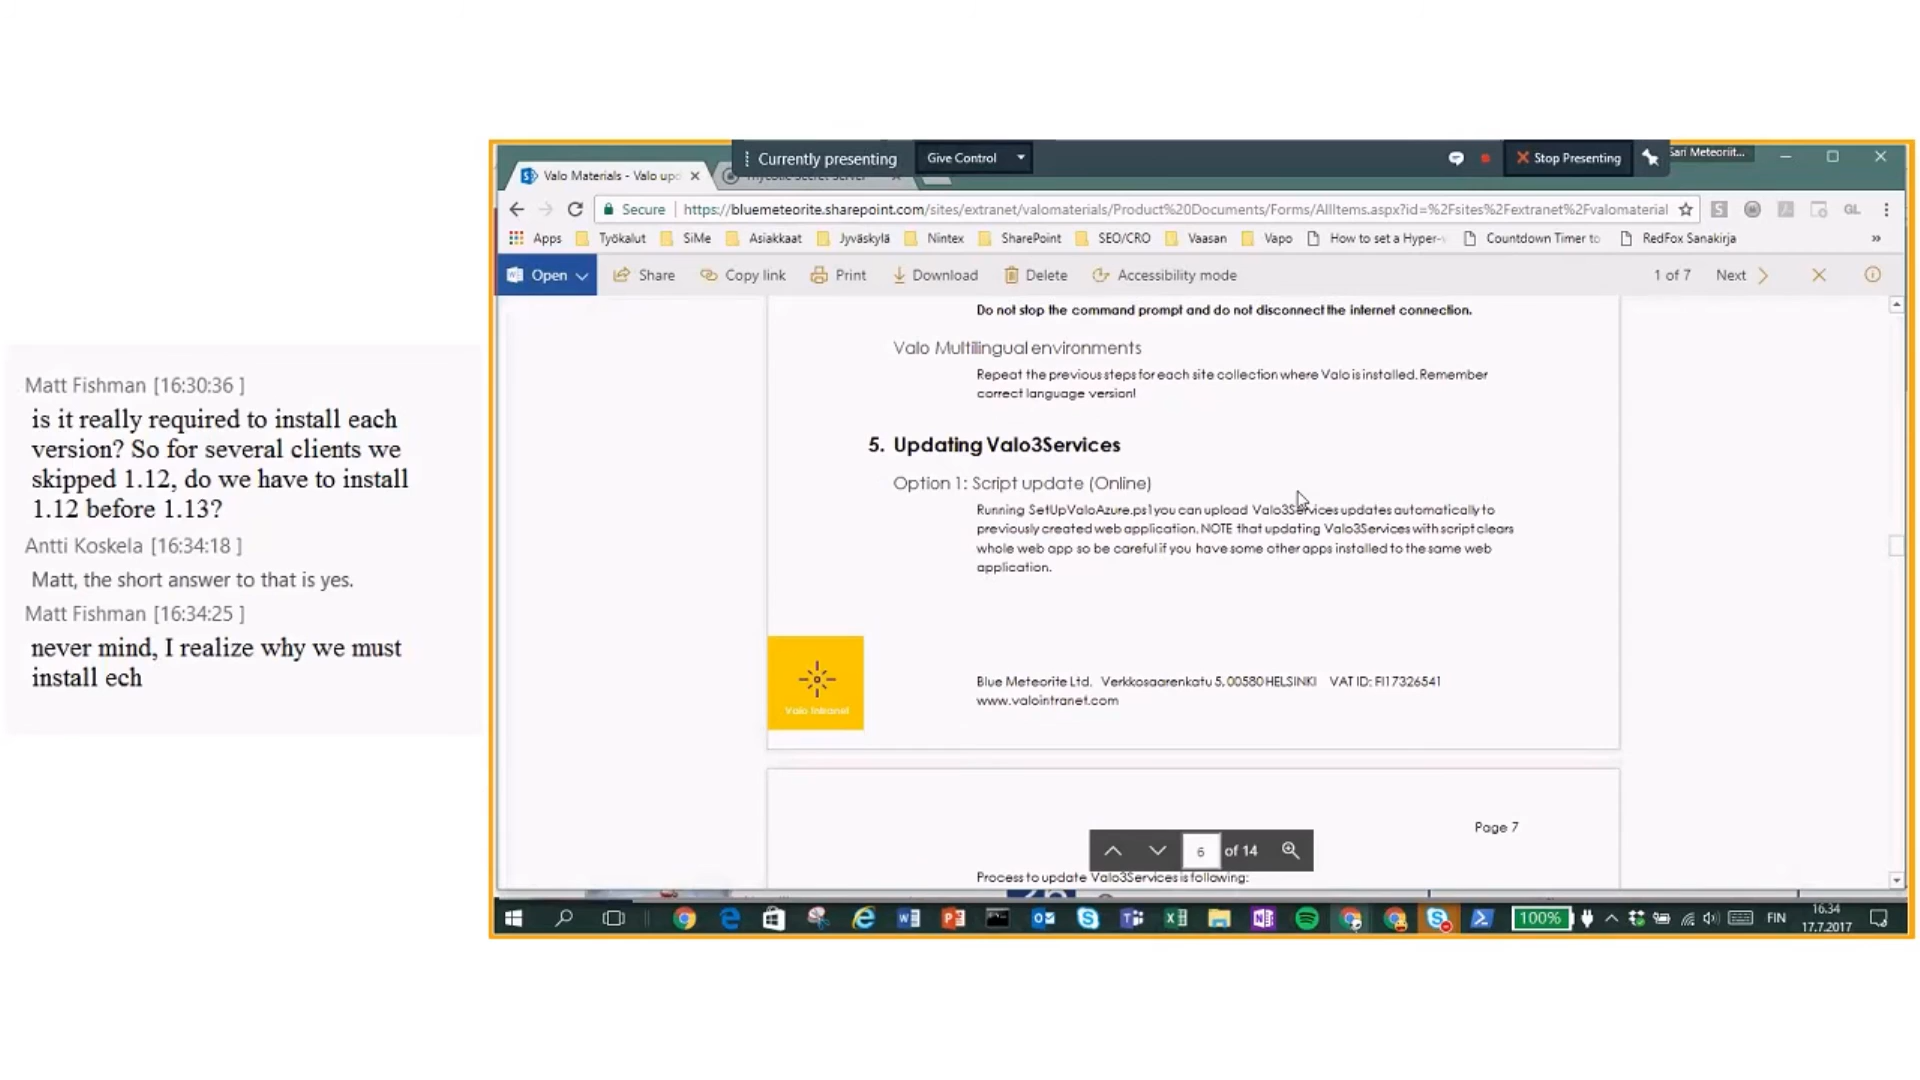 Matt Fishman [16:30:36 ]
is it really required to install each
version? So for several clients we
skipped 1.12, do we have to install
1.12 before 1.13?
Antti Koskela [16:34:18 ]
Matt, the short answer to that is yes.
Matt Fishman [16:34:25 ]
never mind, I realize why we must
install ech
Currently presenting
Give Control
Stop Presenting
Sari Meteoriit...
Valo Materials - Valo upd
Secure
https://bluemeteorite.sharepoint.com/sites/extranet/valomaterials/Product%20Documents/Forms/AllItems.aspx?id=%2Fsites%2Fextranet%2Fvalomaterial
GL
Apps
Työkalut
SiMe
Asiakkaat
Jyväskylä
Nintex
SharePoint
SEO/CRO
Vaasan
Vapo
How to set a Hyper-v
Countdown Timer to
RedFox Sanakirja
»
Open
Share
Copy link
Print
Download
Delete
Accessibility mode
1 of 7
Next
Do not stop the command prompt and do not disconnect the internet connection.
Valo Multilingual environments
Repeat the previous steps for each site collection where Valo is installed. Remember
correct language version!
5. Updating Valo3Services
Option 1: Script update (Online)
Running SetUpValoAzure.ps1 you can upload Valo3Services updates automatically to
previously created web application. NOTE that updating Valo3Services with script clears
whole web app so be careful if you have some other apps installed to the same web
application.
Valo Intranet
Blue Meteorite Ltd. Verkkosaarenkatu 5, 00580 HELSINKI VAT ID: FI17326541
www.valointranet.com
Page 7
6 of 14
Process to update Valo3Services is following:
100%
FIN
16.34
17.7.2017